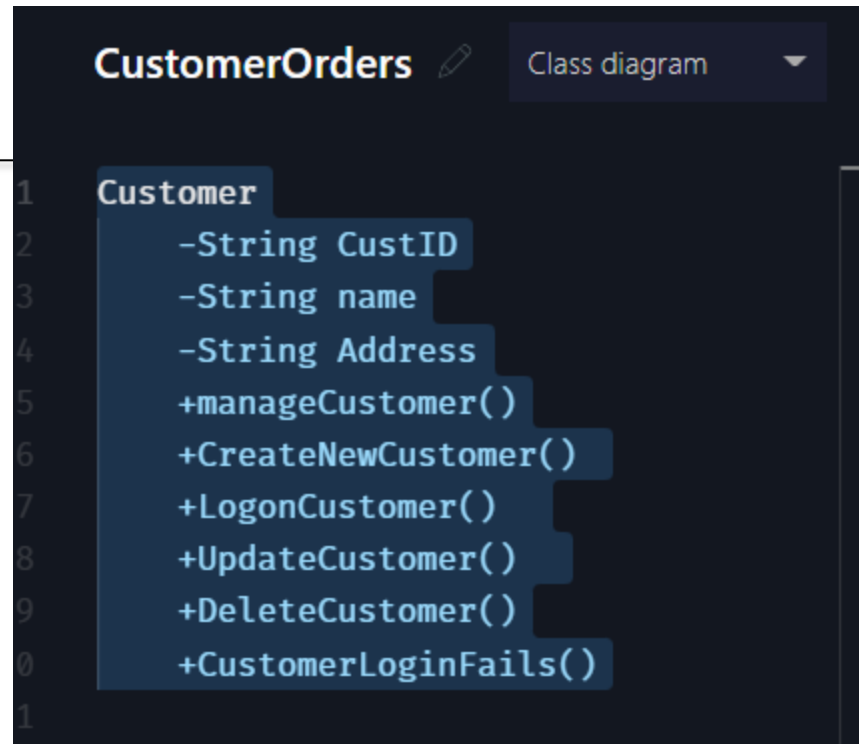 CustomerOrders Class diagram
1 Customer
2 -String CustID
3 -String name
4 -String Address
5 +manageCustomer()
6 +CreateNewCustomer()
7 +LogonCustomer()
8 +UpdateCustomer()
9 +DeleteCustomer()
0 +CustomerLoginFails()
1